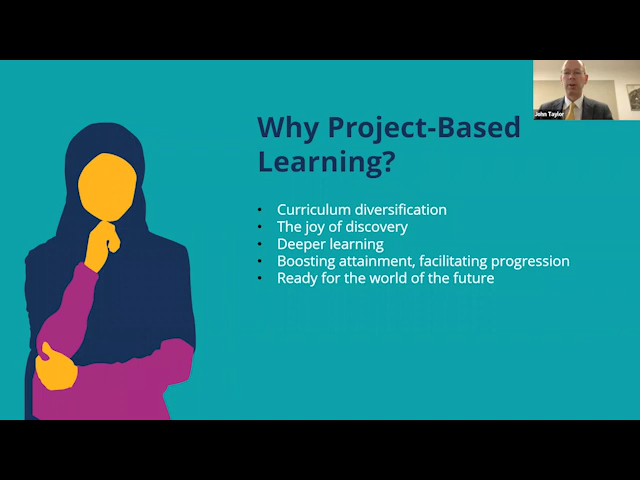 Why Project-Based
Learning?
• Curriculum diversification
• The joy of discovery
• Deeper learning
• Boosting attainment, facilitating progression
• Ready for the world of the future
John Taylor